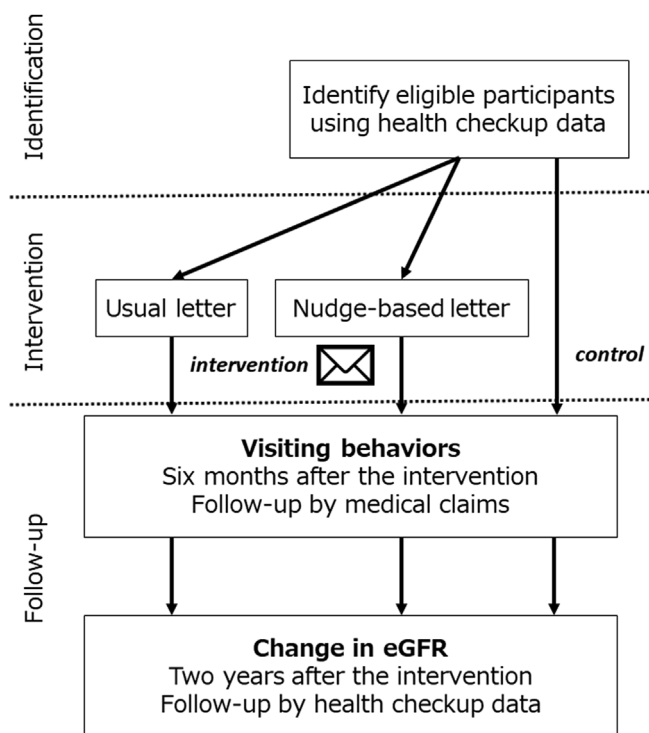 Identification
Identify eligible participants
using health checkup data
Intervention
Usual letter
Nudge-based letter
intervention
control
Follow-up
Visiting behaviors
Six months after the intervention
Follow-up by medical claims
Change in eGFR
Two years after the intervention
Follow-up by health checkup data